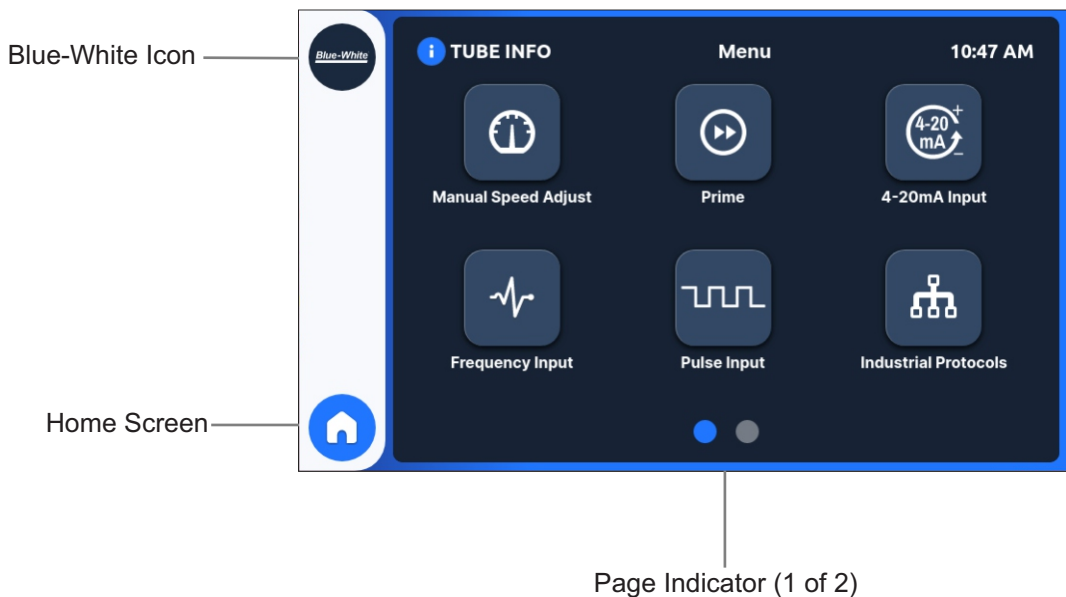 Blue-White Icon
Blue-White
TUBE INFO
Menu
10:47 AM
4-20 mA
+
−
Manual Speed Adjust
Prime
4-20mA Input
Frequency Input
Pulse Input
Industrial Protocols
Home Screen
Page Indicator (1 of 2)